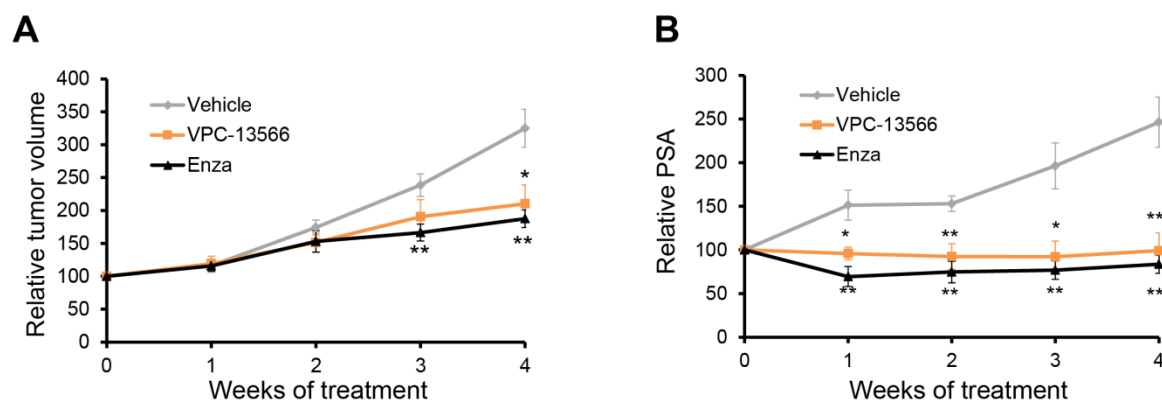 A
Relative tumor volume
400
350
300
250
200
150
100
50
0
Vehicle
VPC-13566
Enza
*
**
**
0 1 2 3 4
Weeks of treatment
B
Relative PSA
300
250
200
150
100
50
0
Vehicle
VPC-13566
Enza
* ** * **
** ** ** **
0 1 2 3 4
Weeks of treatment